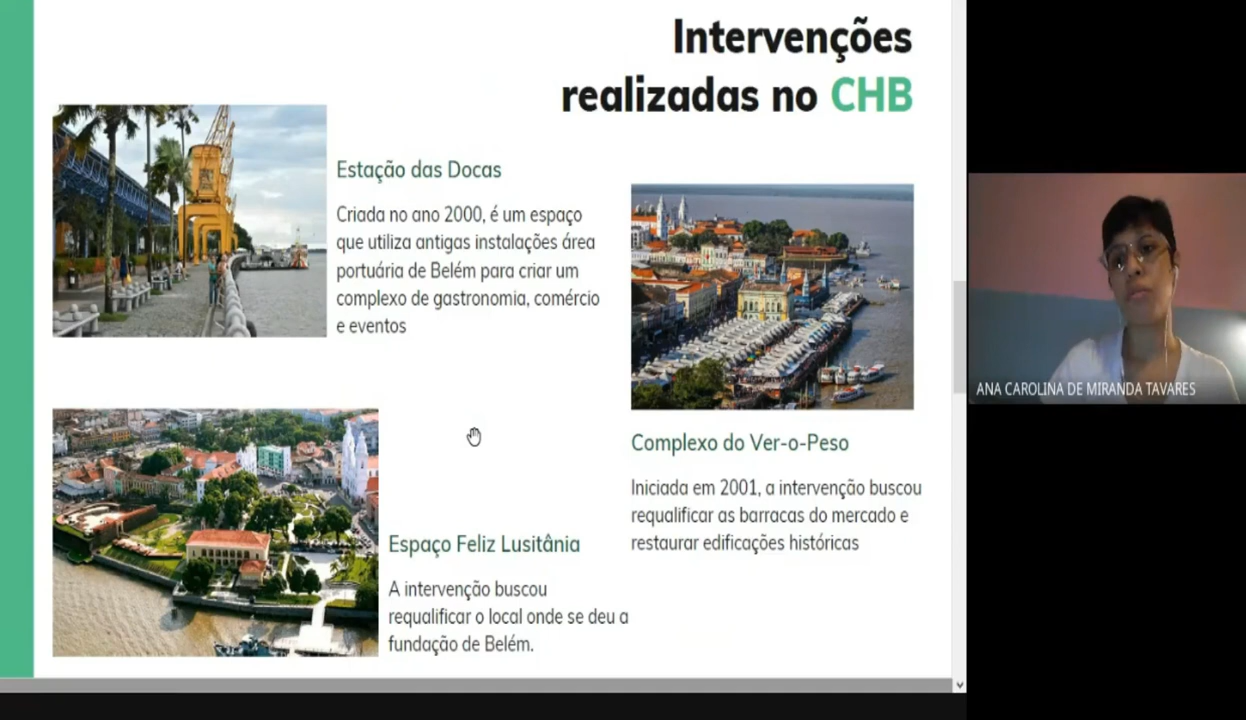 Intervenções
realizadas no CHB
Estação das Docas
Criada no ano 2000, é um espaço
que utiliza antigas instalações área
portuária de Belém para criar um
complexo de gastronomia, comércio
e eventos
Complexo do Ver-o-Peso
Iniciada em 2001, a intervenção buscou
requalificar as barracas do mercado e
restaurar edificações históricas
Espaço Feliz Lusitânia
A intervenção buscou
requalificar o local onde se deu a
fundação de Belém.
ANA CAROLINA DE MIRANDA TAVARES